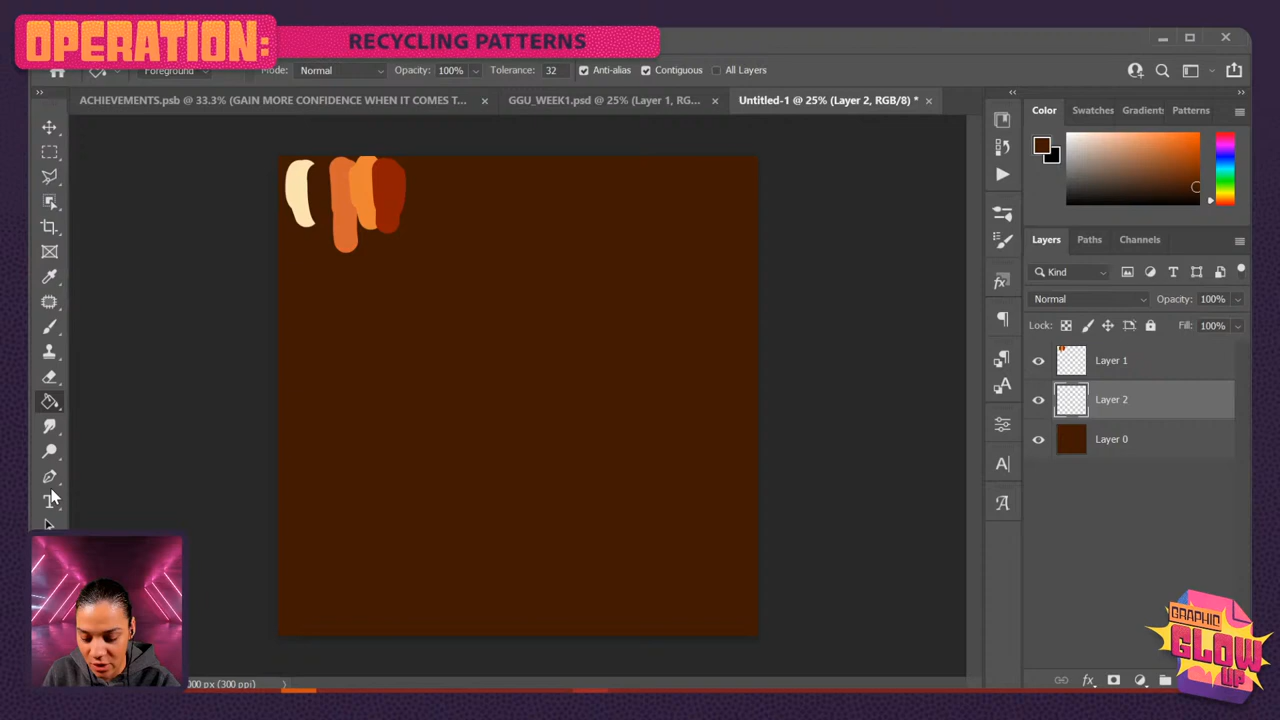 OPERATION:
RECYCLING PATTERNS
Foreground
Mode: Normal
Opacity: 100%
Tolerance: 32
Anti-alias
Contiguous
All Layers
ACHIEVEMENTS.psb @ 33.3% (GAIN MORE CONFIDENCE WHEN IT COMES T...
GGU_WEEK1.psd @ 25% (Layer 1, RG...
Untitled-1 @ 25% (Layer 2, RGB/8) *
Color
Swatches
Gradients
Patterns
Layers
Paths
Channels
Kind
Normal
Opacity: 100%
Lock:
Fill: 100%
Layer 1
Layer 2
Layer 0
000 px (300 ppi)
GRAPHIC
GLOW
UP